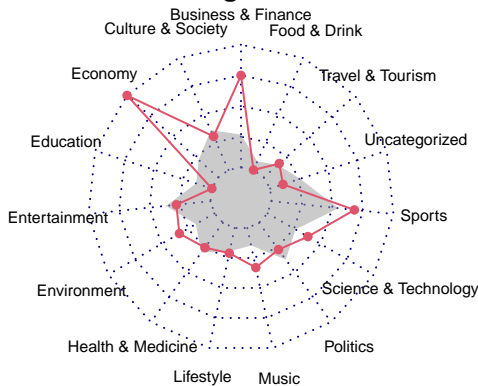 Business & Finance
Culture & Society
Food & Drink
Economy
Travel & Tourism
Education
Uncategorized
Entertainment
Sports
Environment
Science & Technology
Health & Medicine
Politics
Lifestyle
Music